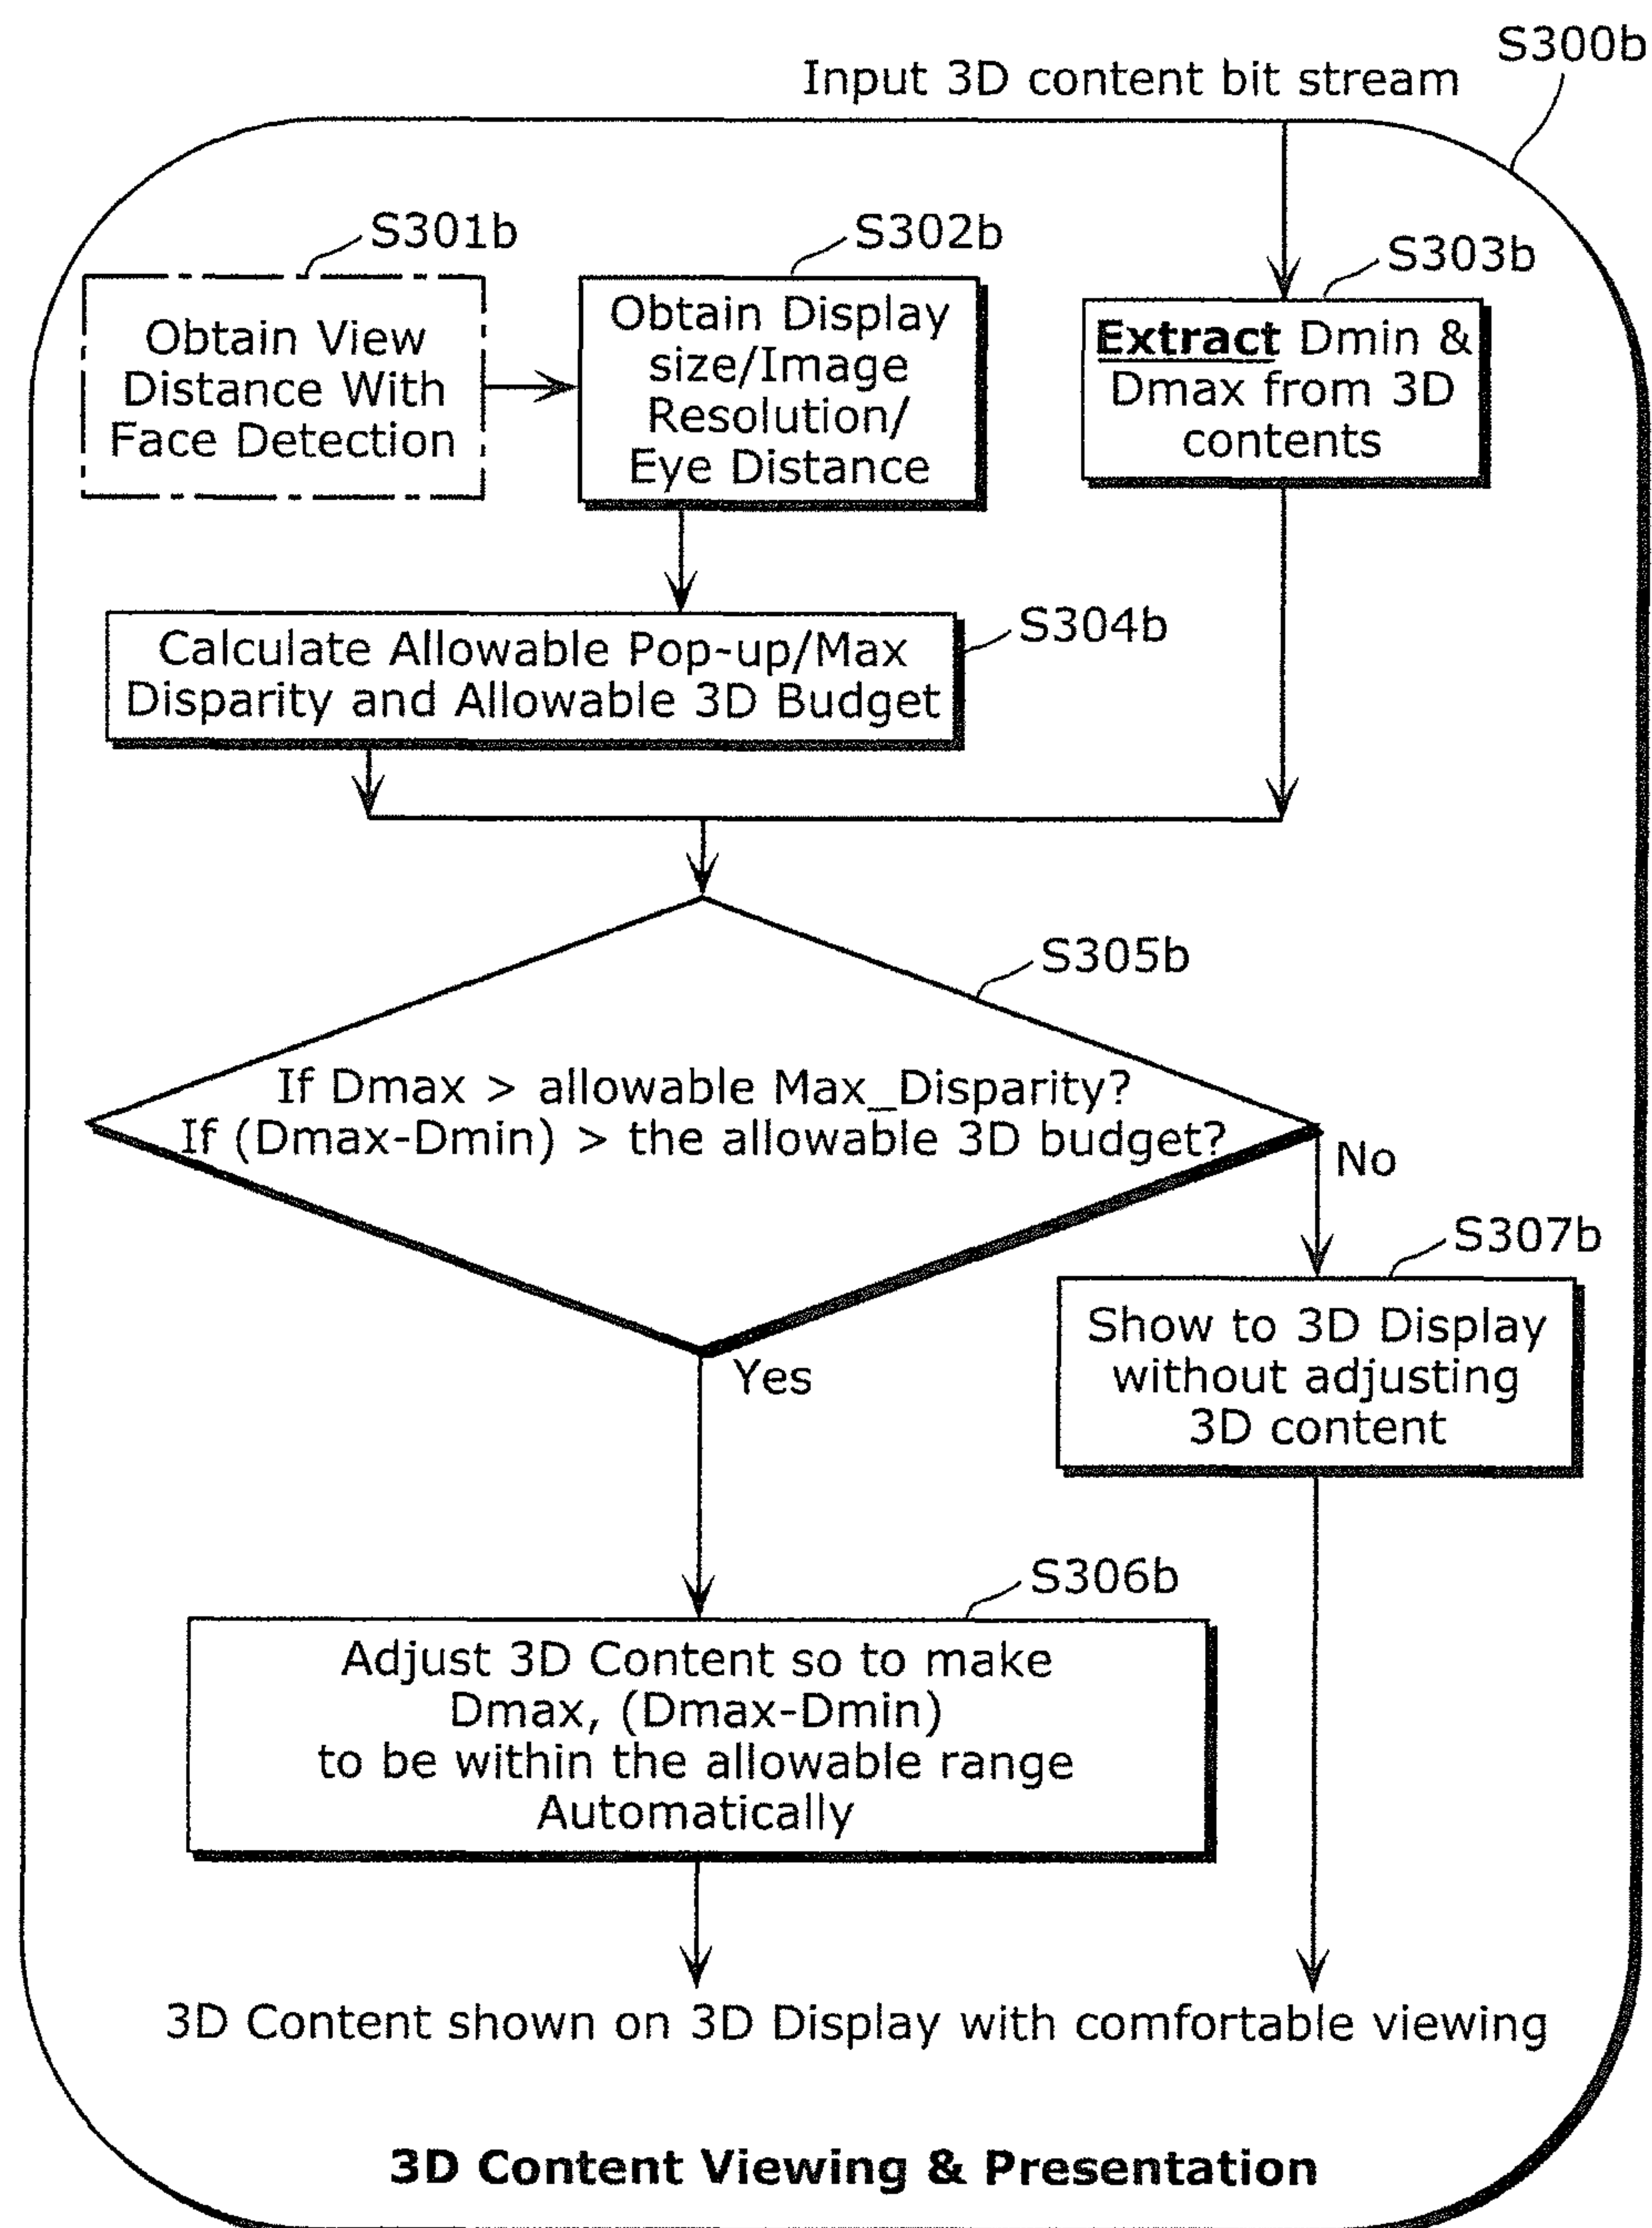 S300b
Input 3D content bit stream
S301b
Obtain View
Distance With
Face Detection
S302b
Obtain Display
size/Image
Resolution/
Eye Distance
S303b
Extract Dmin &
Dmax from 3D
contents
S304b
Calculate Allowable Pop-up/Max
Disparity and Allowable 3D Budget
S305b
If Dmax > allowable Max_Disparity?
If (Dmax-Dmin) > the allowable 3D budget?
No
Yes
S307b
Show to 3D Display
without adjusting
3D content
S306b
Adjust 3D Content so to make
Dmax, (Dmax-Dmin)
to be within the allowable range
Automatically
3D Content shown on 3D Display with comfortable viewing
3D Content Viewing & Presentation